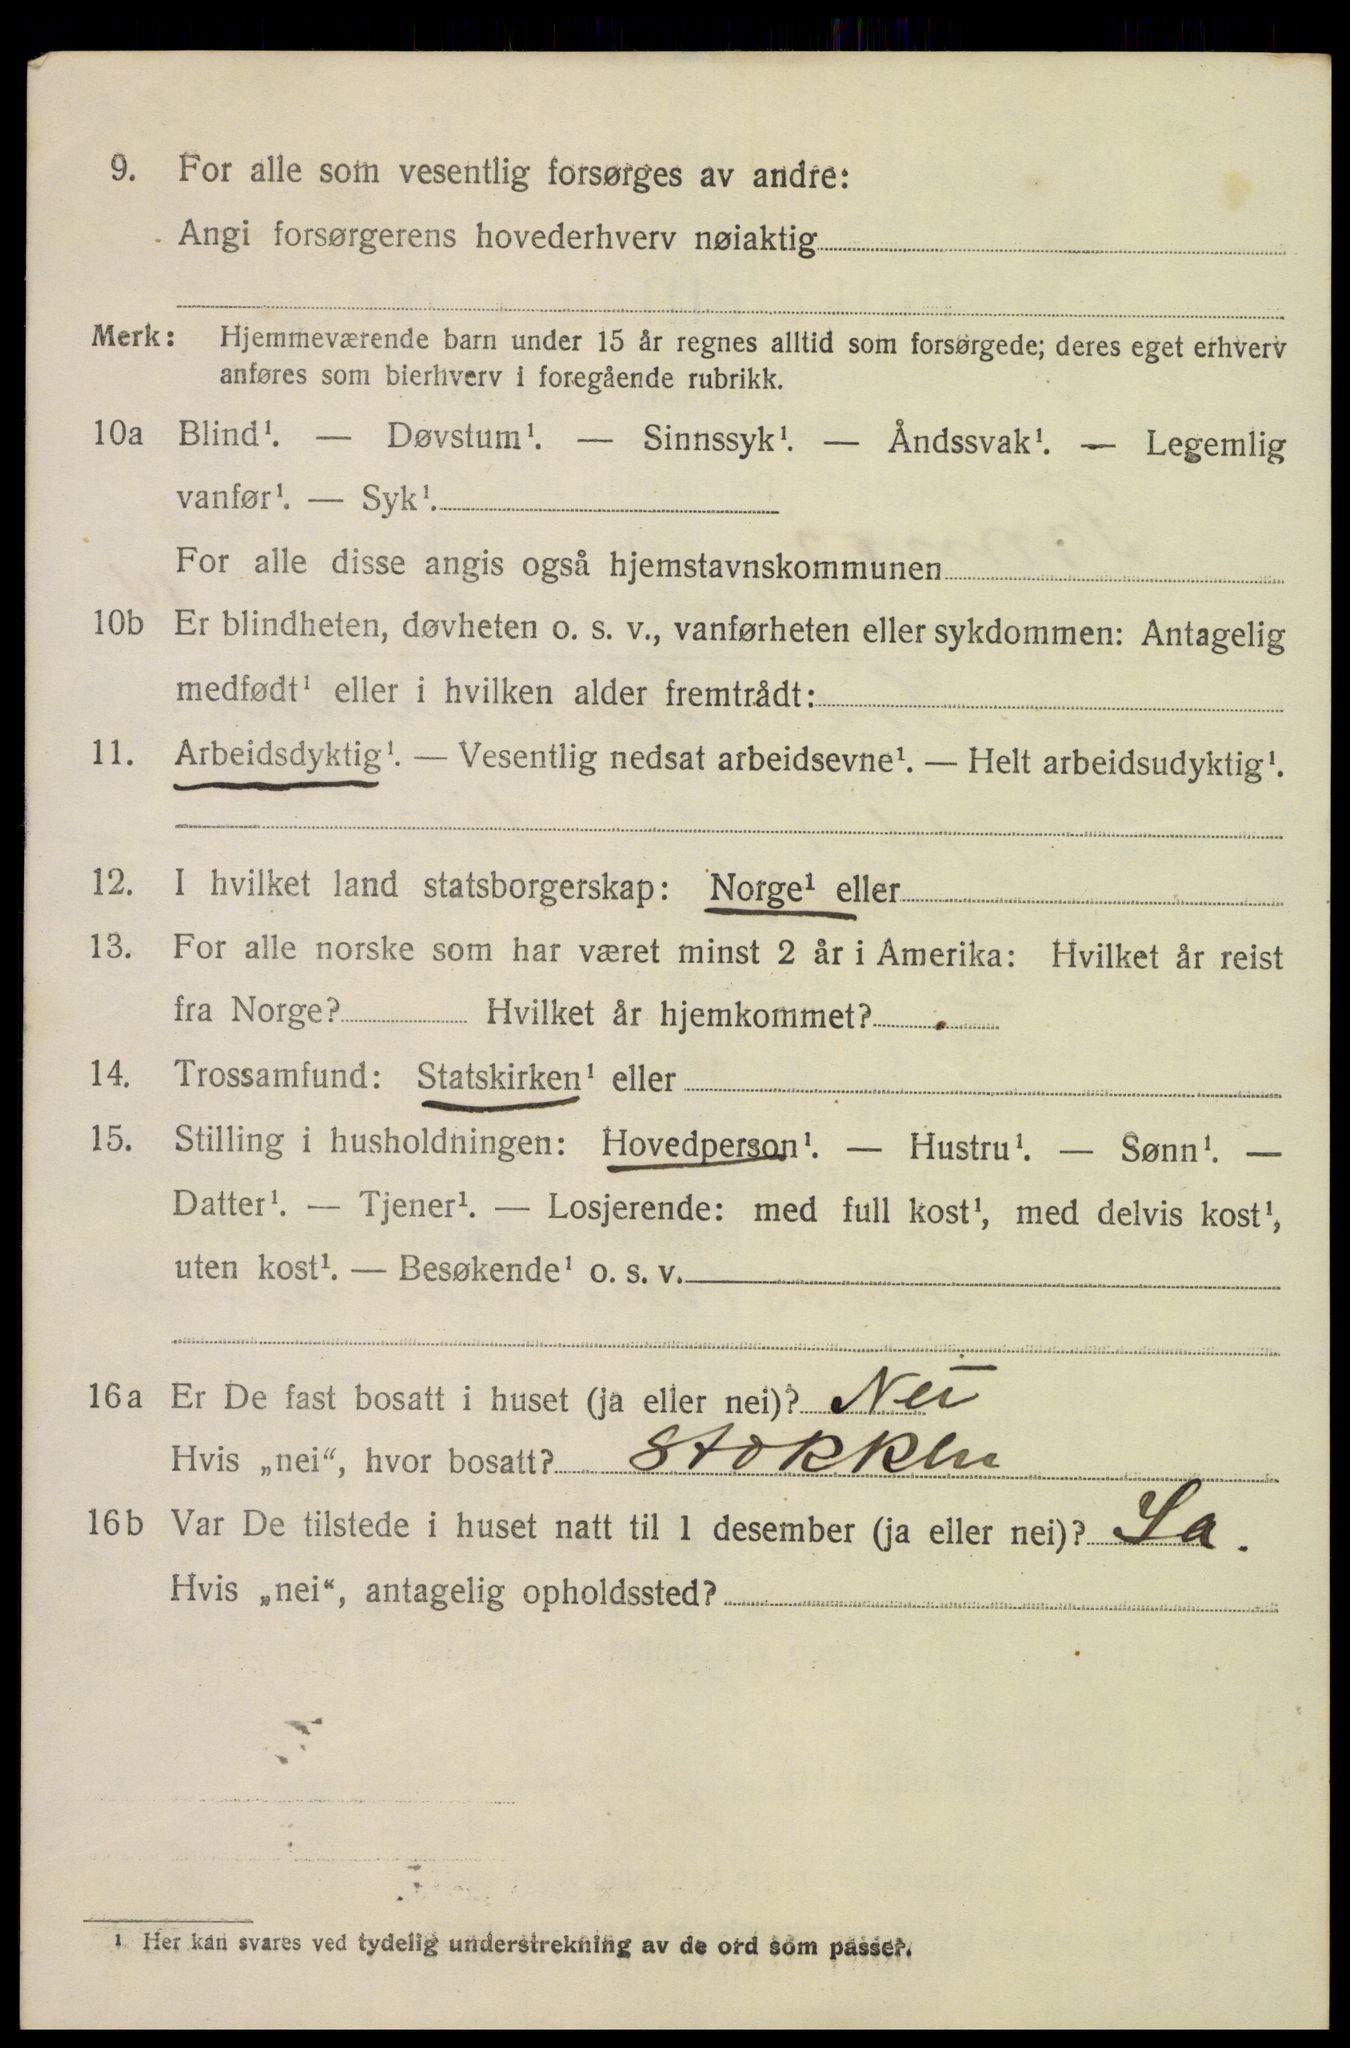 9. For alle som vesentlig forsørges av andre:
Angi forsørgerens hovederhverv nøiaktig
Merk: Hjemmeværende barn under 15 år regnes alltid som forsørgede; deres eget erhverv
anføres som bierhverv i foregående rubrikk.
10a Blind¹. — Døvstum¹. — Sinnssyk¹. — Åndssvak¹. — Legemlig
vanfør¹. — Syk¹.
For alle disse angis også hjemstavnskommunen
10b Er blindheten, døvheten o. s. v., vanførheten eller sykdommen: Antagelig
medfødt¹ eller i hvilken alder fremtrådt:
11. Arbeidsdyktig¹. — Vesentlig nedsat arbeidsevne¹. — Helt arbeidsudyktig¹.
12. I hvilket land statsborgerskap: Norge¹ eller
13. For alle norske som har været minst 2 år i Amerika: Hvilket år reist
fra Norge? Hvilket år hjemkommet?
14. Trossamfund: Statskirken¹ eller
15. Stilling i husholdningen: Hovedperson¹. — Hustru¹. — Sønn¹. —
Datter¹. — Tjener¹. — Losjerende: med full kost¹, med delvis kost¹,
uten kost¹. — Besøkende¹ o. s. v.
16a Er De fast bosatt i huset (ja eller nei)? Nei
Hvis „nei“, hvor bosatt? Stokken
16b Var De tilstede i huset natt til 1 desember (ja eller nei)? Ja.
Hvis „nei“, antagelig opholdssted?
¹ Her kan svares ved tydelig understrekning av de ord som passer.